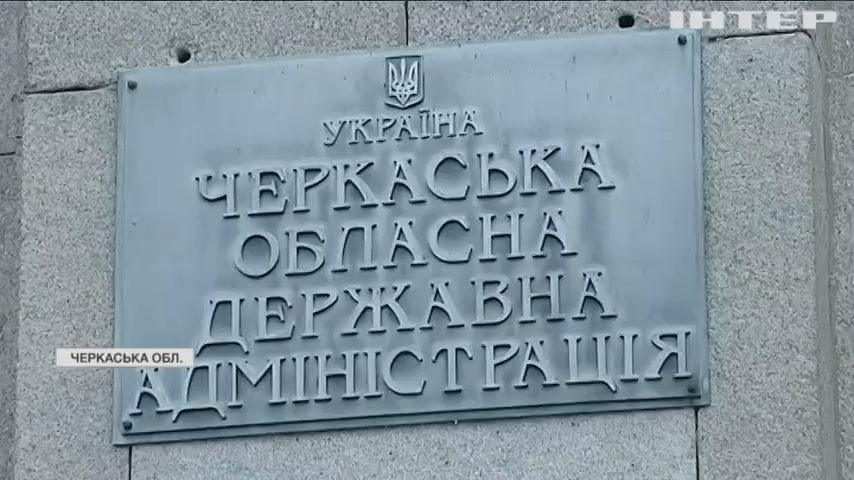 ІНТЕР
УКРАЇНА
ЧЕРКАСЬКА
ОБЛАСНА
ДЕРЖАВНА
ЧЕРКАСЬКА ОБЛ.
АДМІНІСТРАЦІЯ